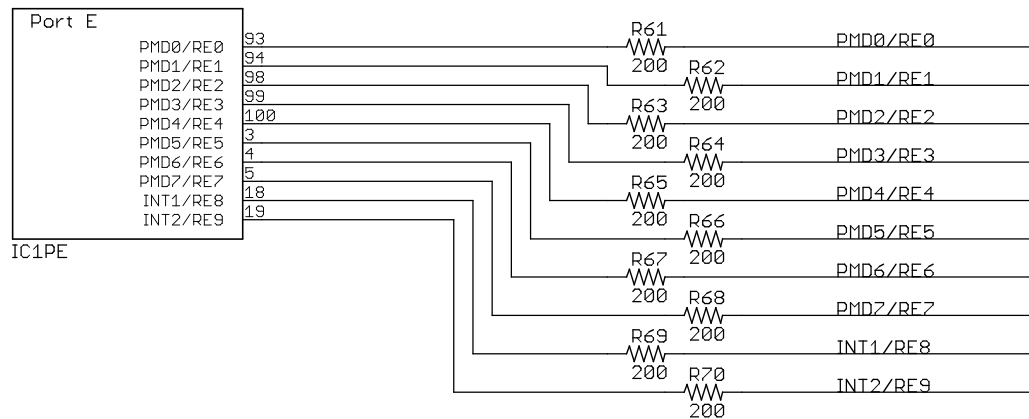 Port E
PMD0/RE0 93 R61 200 PMD0/RE0
PMD1/RE1 94 R62 200 PMD1/RE1
PMD2/RE2 98 R63 200 PMD2/RE2
PMD3/RE3 99 R64 200 PMD3/RE3
PMD4/RE4 100 R65 200 PMD4/RE4
PMD5/RE5 3 R66 200 PMD5/RE5
PMD6/RE6 4 R67 200 PMD6/RE6
PMD7/RE7 5 R68 200 PMD7/RE7
INT1/RE8 18 R69 200 INT1/RE8
INT2/RE9 19 R70 200 INT2/RE9
IC1PE